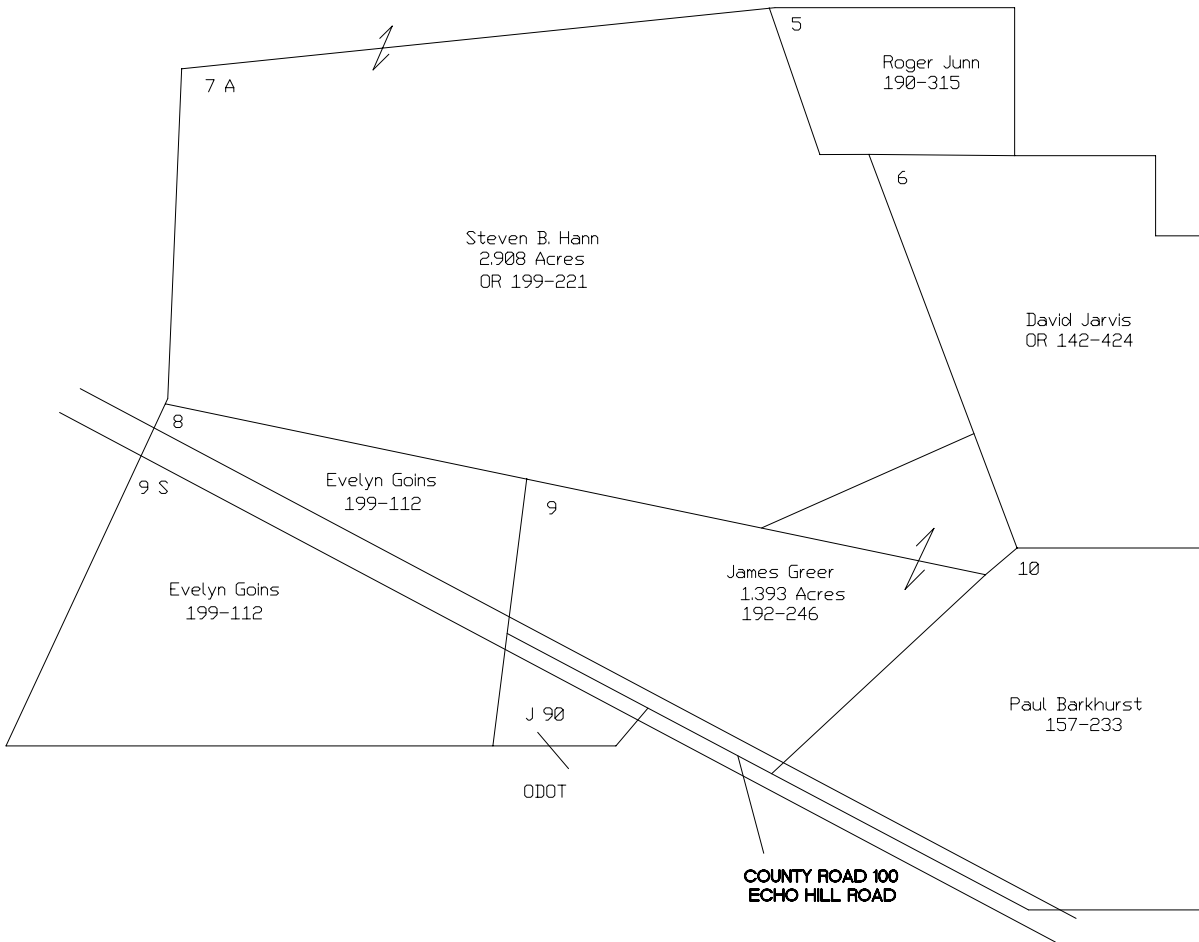 5
Roger Junn
190-315
7 A
6
Steven B. Hann
2.908 Acres
OR 199-221
David Jarvis
OR 142-424
8
9 S
Evelyn Goins
199-112
9
Evelyn Goins
199-112
James Greer
1.393 Acres
192-246
10
J 90
Paul Barkhurst
157-233
ODOT
COUNTY ROAD 100
ECHO HILL ROAD